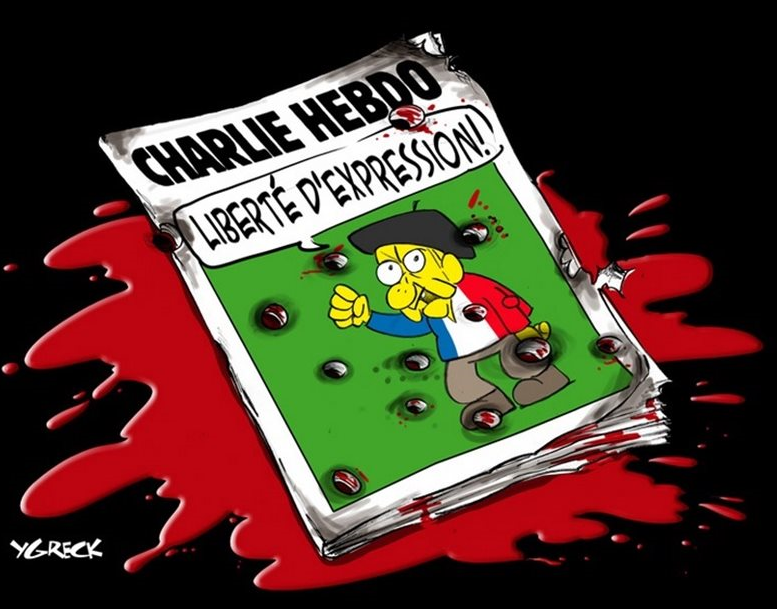 CHARLIE HEBDO
LIBERTÉ D'EXPRESSION!
YGRECK